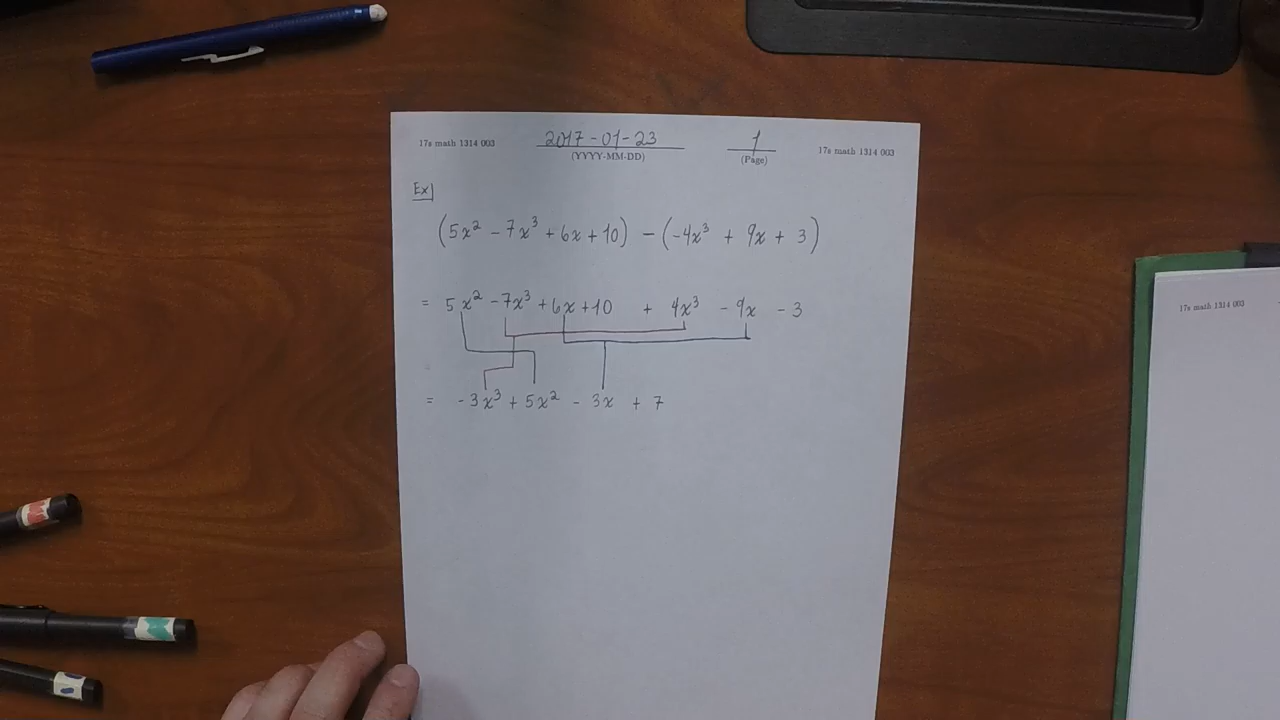 17s math 1314 003 2017-01-23 1 17s math 1314 003
(YYYY-MM-DD) (Page)
Ex)
(5x² - 7x³ + 6x + 10) - (-4x³ + 9x + 3)
= 5x² - 7x³ + 6x + 10 + 4x³ - 9x - 3
= -3x³ + 5x² - 3x + 7
17s math 1314 003